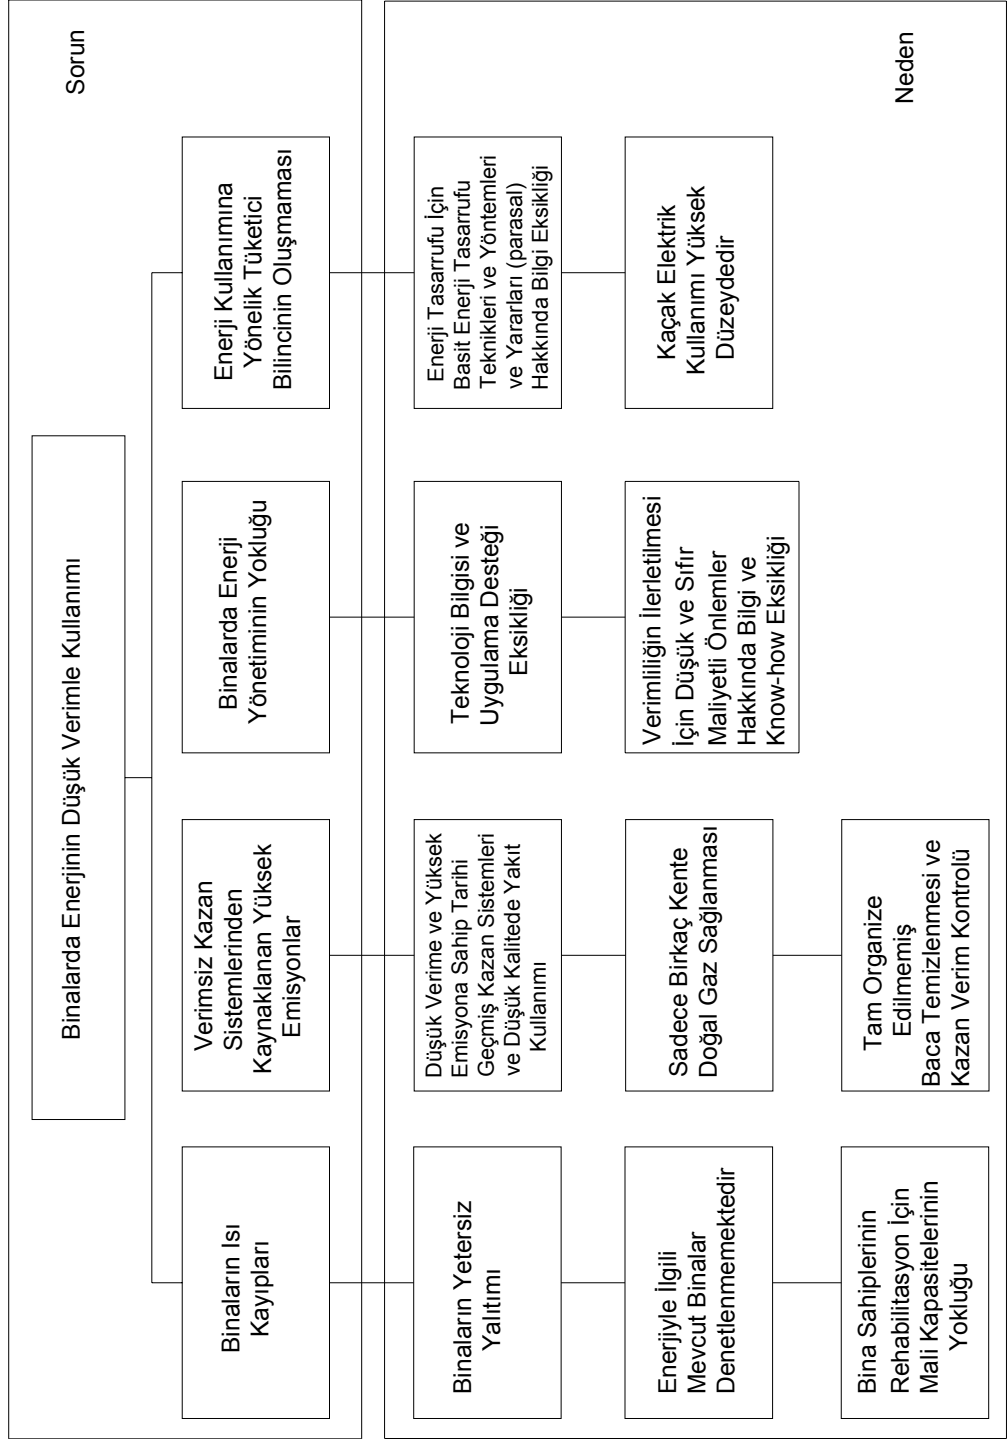 Sorun
Binalarda Enerjinin Düşük Verimle Kullanımı
Binaların Isı
Kayıpları
Verimsiz Kazan
Sistemlerinden
Kaynaklanan Yüksek
Emisyonlar
Binalarda Enerji
Yönetiminin Yokluğu
Enerji Kullanımına
Yönelik Tüketici
Bilincinin Oluşmaması
Neden
Binaların Yetersiz
Yalıtımı
Düşük Verime ve Yüksek
Emisyona Sahip Tarihi
Geçmiş Kazan Sistemleri
ve Düşük Kalitede Yakıt
Kullanımı
Teknoloji Bilgisi ve
Uygulama Desteği
Eksikliği
Enerji Tasarrufu İçin
Basit Enerji Tasarrufu
Teknikleri ve Yöntemleri
ve Yararları (parasal)
Hakkında Bilgi Eksikliği
Enerjiyle İlgili
Mevcut Binalar
Denetlenmemektedir
Sadece Birkaç Kente
Doğal Gaz Sağlanması
Verimliliğin İlerletilmesi
İçin Düşük ve Sıfır
Maliyetli Önlemler
Hakkında Bilgi ve
Know-how Eksikliği
Kaçak Elektrik
Kullanımı Yüksek
Düzeydedir
Bina Sahiplerinin
Rehabilitasyon İçin
Mali Kapasitelerinin
Yokluğu
Tam Organize
Edilmemiş
Baca Temizlenmesi ve
Kazan Verim Kontrolü